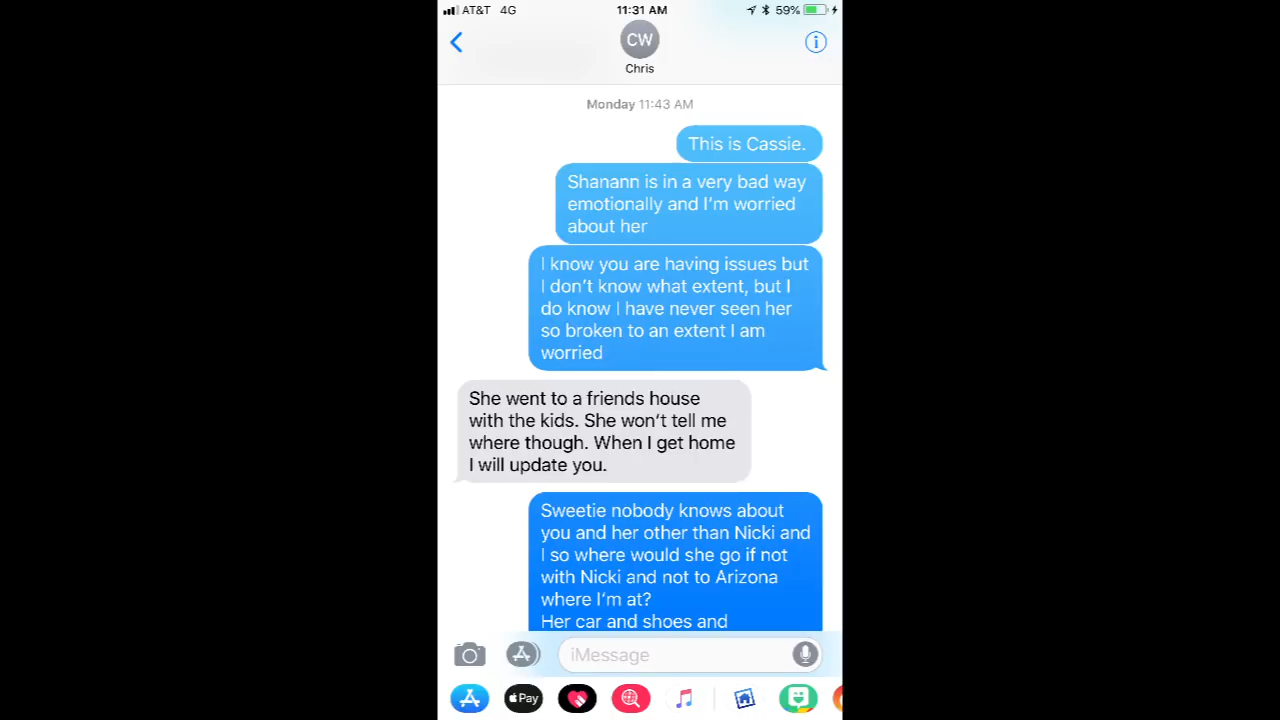 AT&T 4G 11:31 AM 59%
CW
Chris
Monday 11:43 AM
This is Cassie.
Shanann is in a very bad way
emotionally and I'm worried
about her
I know you are having issues but
I don't know what extent, but I
do know I have never seen her
so broken to an extent I am
worried
She went to a friends house
with the kids. She won't tell me
where though. When I get home
I will update you.
Sweetie nobody knows about
you and her other than Nicki and
I so where would she go if not
with Nicki and not to Arizona
where I'm at?
Her car and shoes and
iMessage
Pay